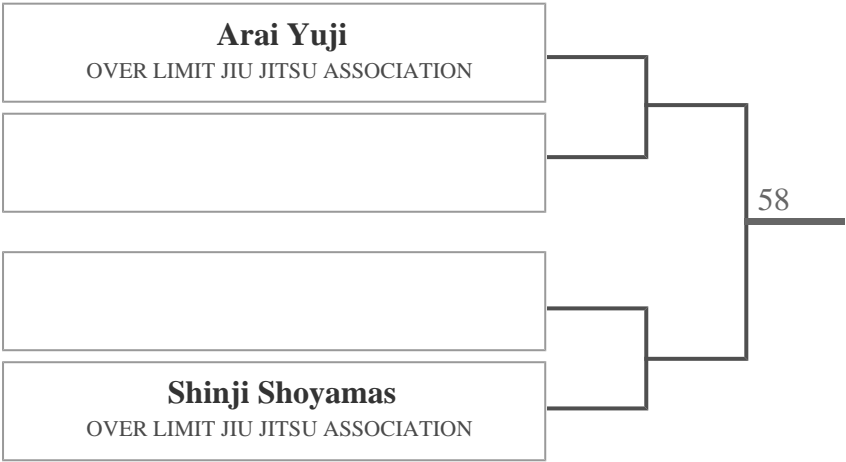 Arai Yuji
OVER LIMIT JIU JITSU ASSOCIATION
58
Shinji Shoyamas
OVER LIMIT JIU JITSU ASSOCIATION